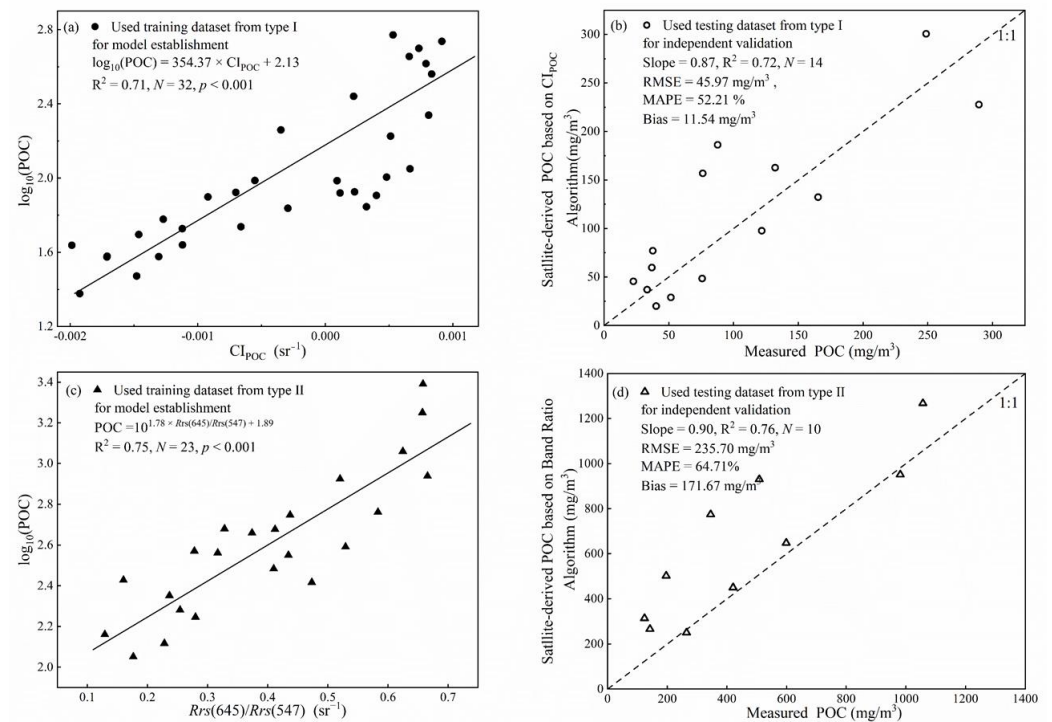 (a) ● Used training dataset from type I
for model establishment
log₁₀(POC) = 354.37 × CI_POC + 2.13
R² = 0.71, N = 32, p < 0.001
2.8
2.4
2.0
1.6
1.2
log₁₀(POC)
-0.002 -0.001 0.000 0.001
CI_POC (sr⁻¹)
(b) ○ Used testing dataset from type I
for independent validation
Slope = 0.87, R² = 0.72, N = 14
RMSE = 45.97 mg/m³ ,
MAPE = 52.21 %
Bias = 11.54 mg/m³
1:1
300
250
200
150
100
50
0
Satllite-derived POC based on CI_POC
Algorithm(mg/m³)
0 50 100 150 200 250 300
Measured POC (mg/m³)
(c) ▲ Used training dataset from type II
for model establishment
POC =10^1.78 × Rrs(645)/Rrs(547) + 1.89
R² = 0.75, N = 23, p < 0.001
3.4
3.2
3.0
2.8
2.6
2.4
2.2
2.0
log₁₀(POC)
0.1 0.2 0.3 0.4 0.5 0.6 0.7
Rrs(645)/Rrs(547) (sr⁻¹)
(d) △ Used testing dataset from type II
for independent validation
Slope = 0.90, R² = 0.76, N = 10
RMSE = 235.70 mg/m³
MAPE = 64.71%
Bias = 171.67 mg/m³
1:1
1400
1200
1000
800
600
400
200
0
Satllite-derived POC based on Band Ratio
Algorithm (mg/m³)
0 200 400 600 800 1000 1200 1400
Measured POC (mg/m³)